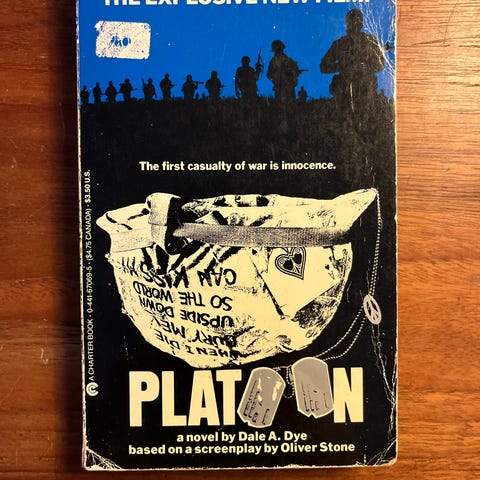 THE EXPLOSIVE NEW FILM!
The first casualty of war is innocence.
WHEN I DIE
BURY ME
UPSIDE DOWN
SO THE WORLD
CAN KISS MY
PLATOON
a novel by Dale A. Dye
based on a screenplay by Oliver Stone
A CHARTER BOOK · 0-441-67069-5 · ($4.75 CANADA) · $3.50 U.S.